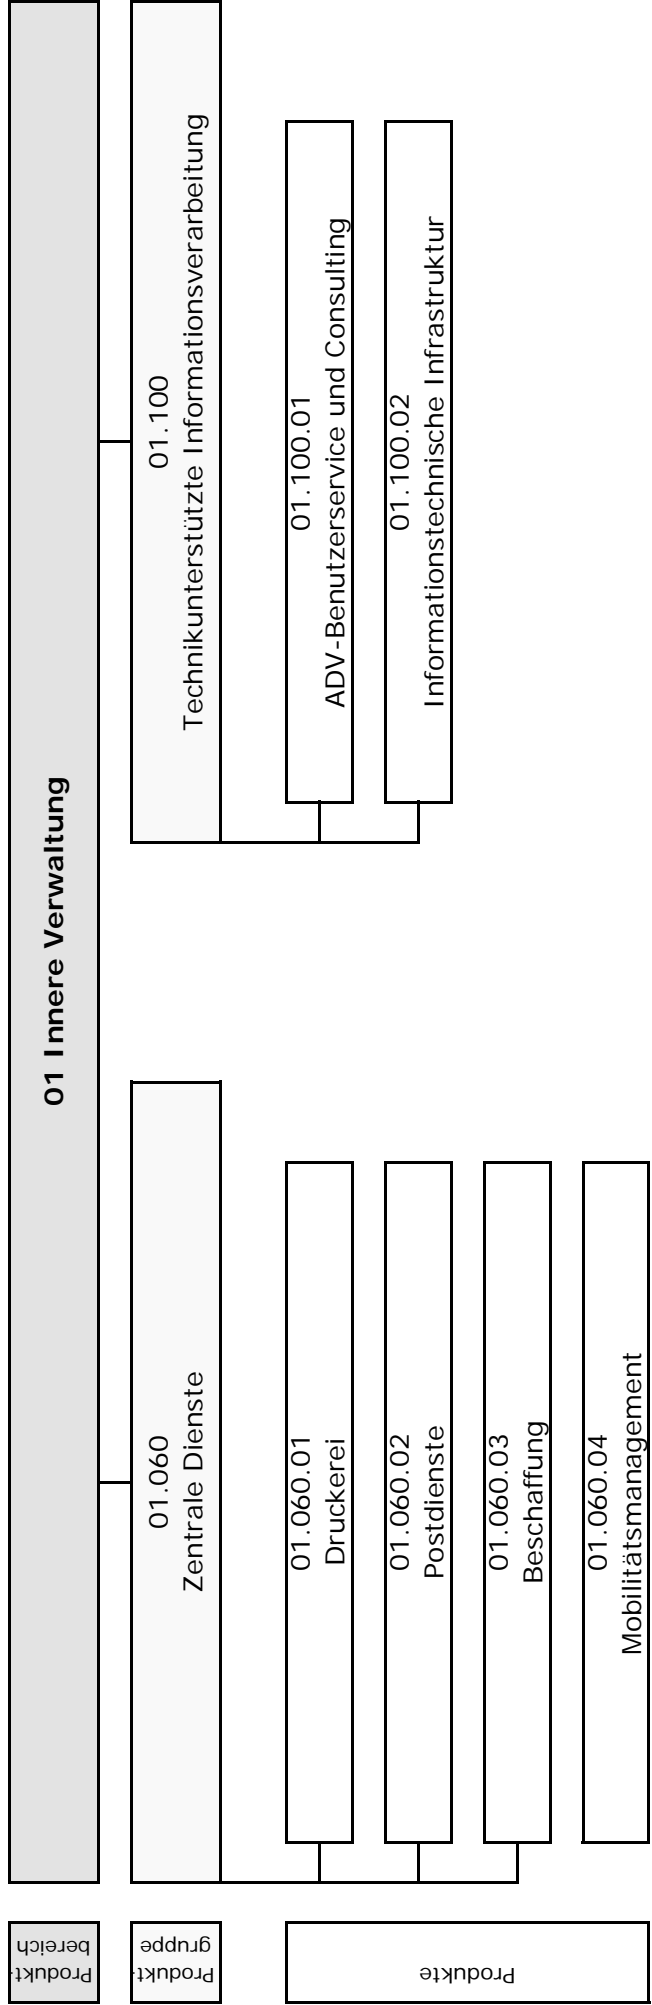 Produkt-
bereich
01 Innere Verwaltung
Produkt-
gruppe
01.060
Zentrale Dienste
01.100
Technikunterstützte Informationsverarbeitung
Produkte
01.060.01
Druckerei
01.100.01
ADV-Benutzerservice und Consulting
01.060.02
Postdienste
01.100.02
Informationstechnische Infrastruktur
01.060.03
Beschaffung
01.060.04
Mobilitätsmanagement